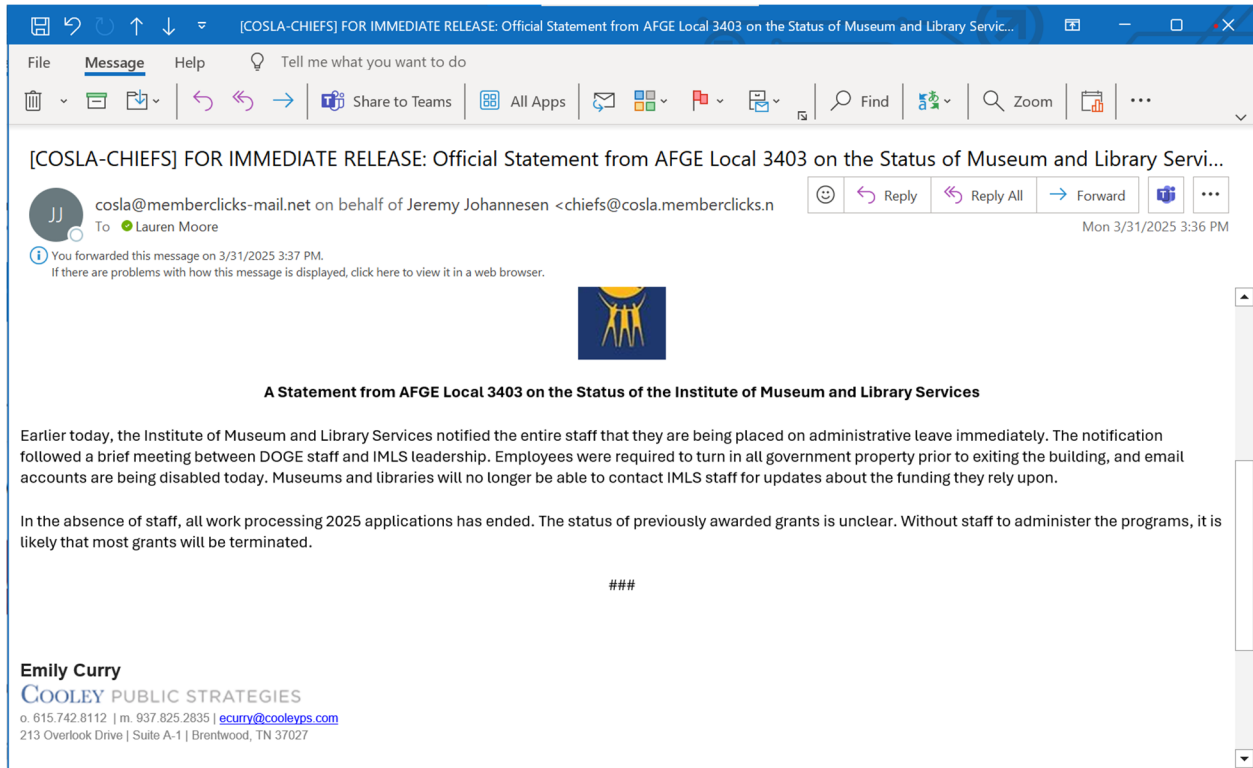 [COSLA-CHIEFS] FOR IMMEDIATE RELEASE: Official Statement from AFGE Local 3403 on the Status of Museum and Library Servic...
File Message Help Tell me what you want to do
Share to Teams All Apps Find Zoom
[COSLA-CHIEFS] FOR IMMEDIATE RELEASE: Official Statement from AFGE Local 3403 on the Status of Museum and Library Servi...
JJ
cosla@memberclicks-mail.net on behalf of Jeremy Johannesen <chiefs@cosla.memberclicks.n
Reply Reply All Forward
To Lauren Moore
Mon 3/31/2025 3:36 PM
You forwarded this message on 3/31/2025 3:37 PM.
If there are problems with how this message is displayed, click here to view it in a web browser.
A Statement from AFGE Local 3403 on the Status of the Institute of Museum and Library Services
Earlier today, the Institute of Museum and Library Services notified the entire staff that they are being placed on administrative leave immediately. The notification
followed a brief meeting between DOGE staff and IMLS leadership. Employees were required to turn in all government property prior to exiting the building, and email
accounts are being disabled today. Museums and libraries will no longer be able to contact IMLS staff for updates about the funding they rely upon.
In the absence of staff, all work processing 2025 applications has ended. The status of previously awarded grants is unclear. Without staff to administer the programs, it is
likely that most grants will be terminated.
###
Emily Curry
COOLEY PUBLIC STRATEGIES
o. 615.742.8112 | m. 937.825.2835 | ecurry@cooleyps.com
213 Overlook Drive | Suite A-1 | Brentwood, TN 37027